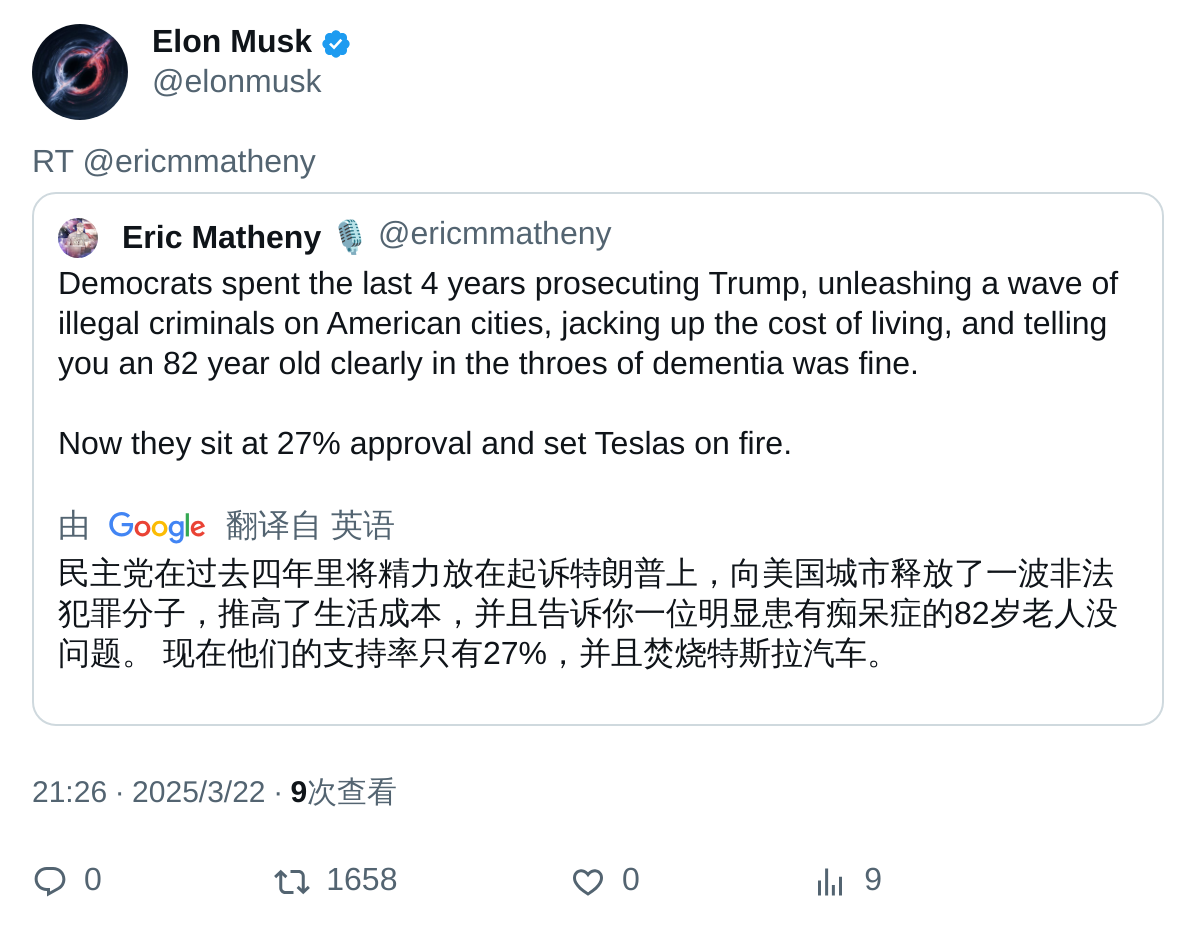 Elon Musk
@elonmusk
RT @ericmmatheny
Eric Matheny 🎙️ @ericmmatheny
Democrats spent the last 4 years prosecuting Trump, unleashing a wave of
illegal criminals on American cities, jacking up the cost of living, and telling
you an 82 year old clearly in the throes of dementia was fine.
Now they sit at 27% approval and set Teslas on fire.
由 Google 翻译自 英语
民主党在过去四年里将精力放在起诉特朗普上，向美国城市释放了一波非法
犯罪分子，推高了生活成本，并且告诉你一位明显患有痴呆症的82岁老人没
问题。 现在他们的支持率只有27%，并且焚烧特斯拉汽车。
21:26 · 2025/3/22 · 9次查看
0 1658 0 9